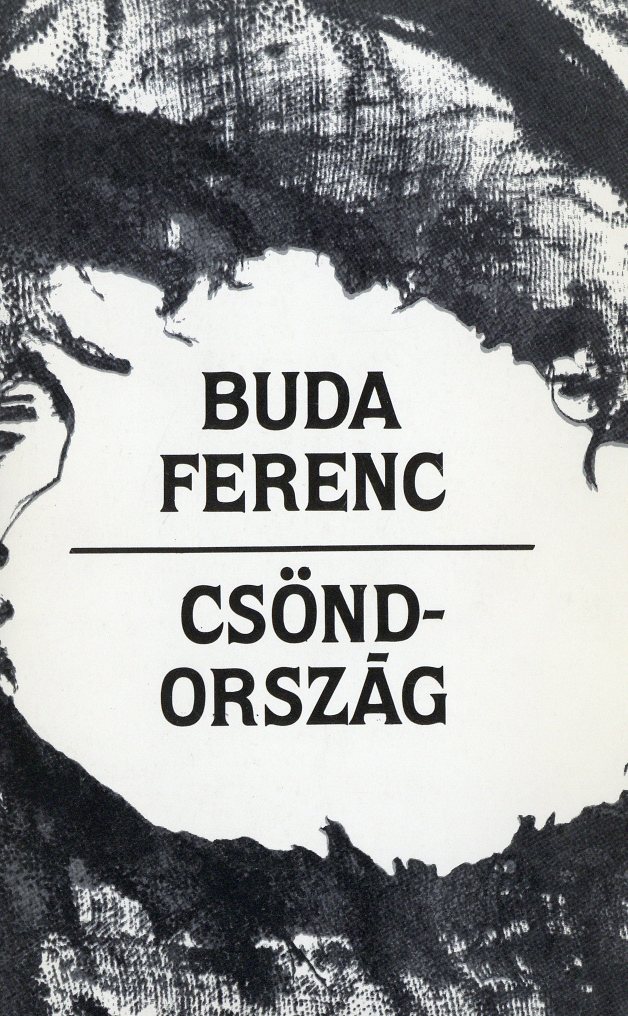 BUDA
FERENC
CSÖND-
ORSZÁG